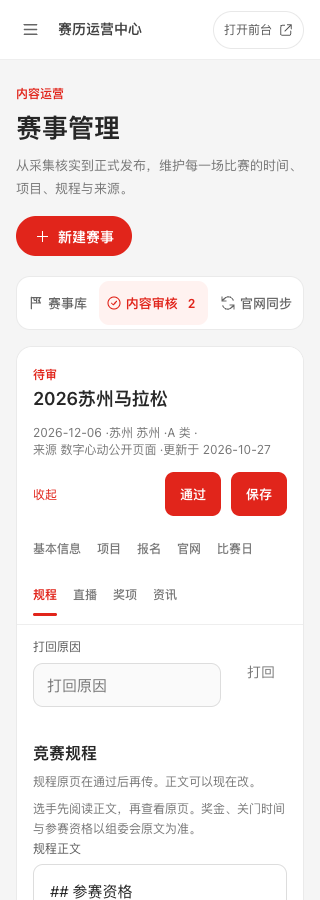 赛历运营中心
打开前台
内容运营
赛事管理
从采集核实到正式发布，维护每一场比赛的时间、
项目、规程与来源。
新建赛事
赛事库
内容审核 2
官网同步
待审
2026苏州马拉松
2026-12-06 ·苏州 苏州 ·A 类 ·
来源 数字心动公开页面 ·更新于 2026-10-27
收起
通过
保存
基本信息 项目 报名 官网 比赛日
规程 直播 奖项 资讯
打回原因
打回原因
打回
竞赛规程
规程原页在通过后再传。正文可以现在改。
选手先阅读正文，再查看原页。奖金、关门时间
与参赛资格以组委会原文为准。
规程正文
## 参赛资格